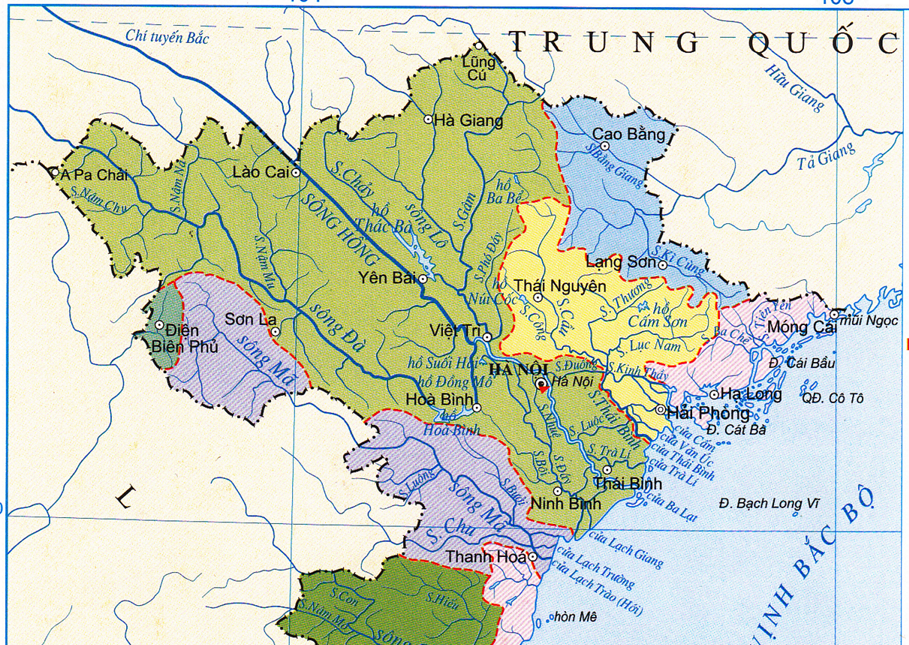 Chí tuyến Bắc
TRUNG QUỐC
Lũng
Cú
Hữu Giang
Hà Giang
Cao Bằng
S.Bằng Giang
Tả Giang
A Pa Chải
S.Nậm Na
Lào Cai
S.Chảy
S.Gâm
hồ
Ba Bể
S.Nậm Chy
SÔNG HỒNG
hồ
Thác Bà
sông Lô
S.Phó Đáy
Lạng Sơn
S.Kì Cùng
S.Nậm Mu
Yên Bái
hồ
Núi Cốc
Thái Nguyên
S.Thương
hồ
Cấm Sơn
S.Công
S.Cầu
S. Lục Nam
S.Tiên Yên
Ba Chẽ
Móng Cái
mũi Ngọc
Điện
Biên Phủ
Sơn La
sông Mã
sông Đà
Việt Trì
hồ Suối Hai
HÀ NỘI
Hà Nội
S.Đuống
S.Kinh Thầy
Đ. Cái Bầu
hồ Đồng Mô
Hoà Bình
hồ
Hoà Bình
Hạ Long
QĐ. Cô Tô
Hải Phòng
Đ. Cát Bà
S.Thái Bình
S.Nhuệ
S. Luộc
cửa Cấm
cửa Văn Úc
cửa Thái Bình
cửa Trà Lí
S. Trà Lí
S.Bôi
S.Đáy
S.Luông
sông Mã
S.Bưởi
Thái Bình
Ninh Bình
cửa Ba Lạt
Đ. Bạch Long Vĩ
VỊNH BẮC BỘ
L
S. Chu
Thanh Hoá
cửa Lạch Giang
cửa Lạch Trường
cửa Lạch Trào (Hới)
S.Con
S.Hiếu
hòn Mê
sông